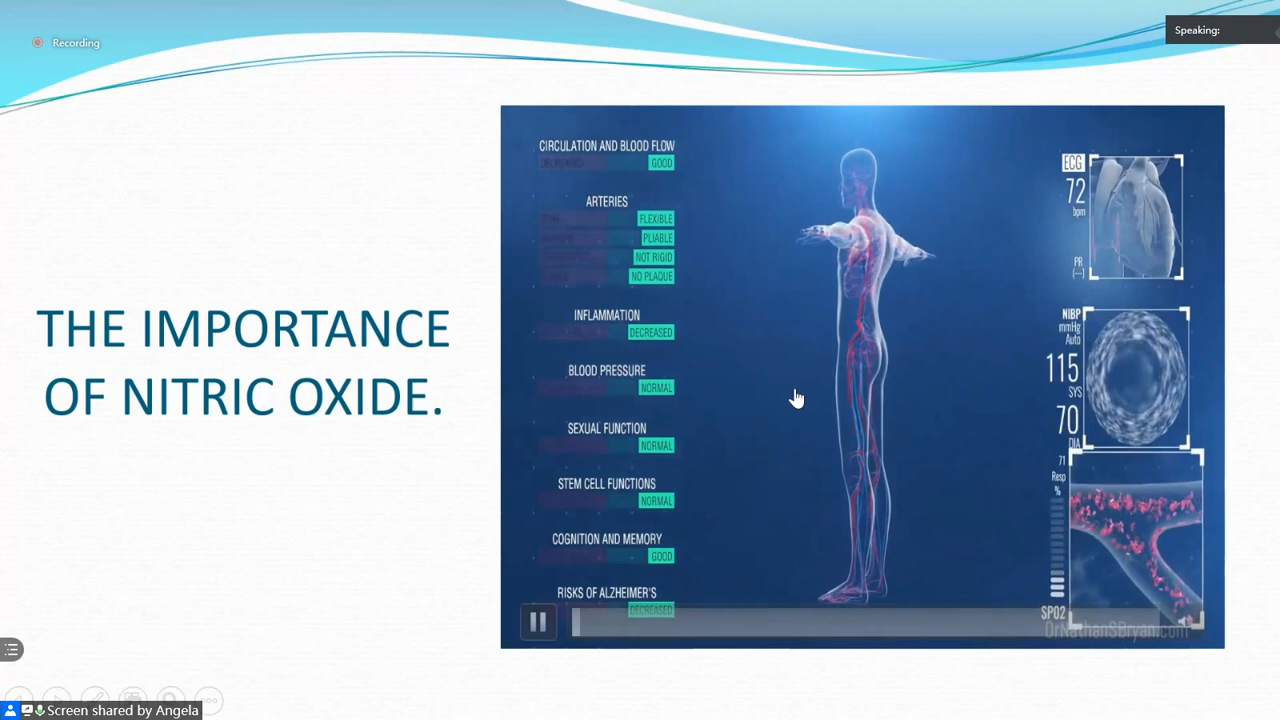 Recording
Speaking:
THE IMPORTANCE
OF NITRIC OXIDE.
CIRCULATION AND BLOOD FLOW
DECREASED GOOD
ARTERIES
FLEXIBLE
PLIABLE
NOT RIGID
NO PLAQUE
INFLAMMATION
DECREASED
BLOOD PRESSURE
NORMAL
SEXUAL FUNCTION
NORMAL
STEM CELL FUNCTIONS
NORMAL
COGNITION AND MEMORY
GOOD
RISKS OF ALZHEIMER'S
DECREASED
ECG
72
bpm
PR
(---)
NIBP
mmHg
Auto
115
SYS
70
DIA
71
Resp
%
SPO2
DrNathanSBryan.com
Screen shared by Angela